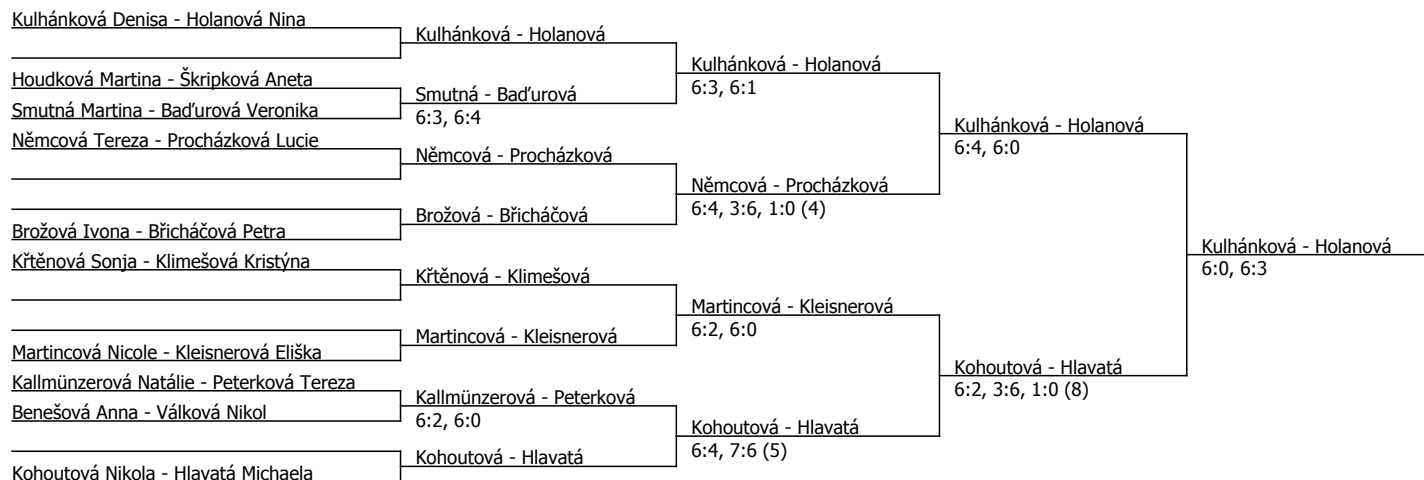 Kulhánková Denisa - Holanová Nina
Houdková Martina - Škripková Aneta
Smutná Martina - Baďurová Veronika
Němcová Tereza - Procházková Lucie
Brožová Ivona - Břicháčová Petra
Křtěnová Sonja - Klimešová Kristýna
Martincová Nicole - Kleisnerová Eliška
Kallmünzerová Natálie - Peterková Tereza
Benešová Anna - Válková Nikol
Kohoutová Nikola - Hlavatá Michaela
Kulhánková - Holanová
Smutná - Baďurová
6:3, 6:4
Němcová - Procházková
Brožová - Břicháčová
Křtěnová - Klimešová
Martincová - Kleisnerová
Kallmünzerová - Peterková
6:2, 6:0
Kohoutová - Hlavatá
Kulhánková - Holanová
6:3, 6:1
Němcová - Procházková
6:4, 3:6, 1:0 (4)
Martincová - Kleisnerová
6:2, 6:0
Kohoutová - Hlavatá
6:4, 7:6 (5)
Kulhánková - Holanová
6:4, 6:0
Kohoutová - Hlavatá
6:2, 3:6, 1:0 (8)
Kulhánková - Holanová
6:0, 6:3